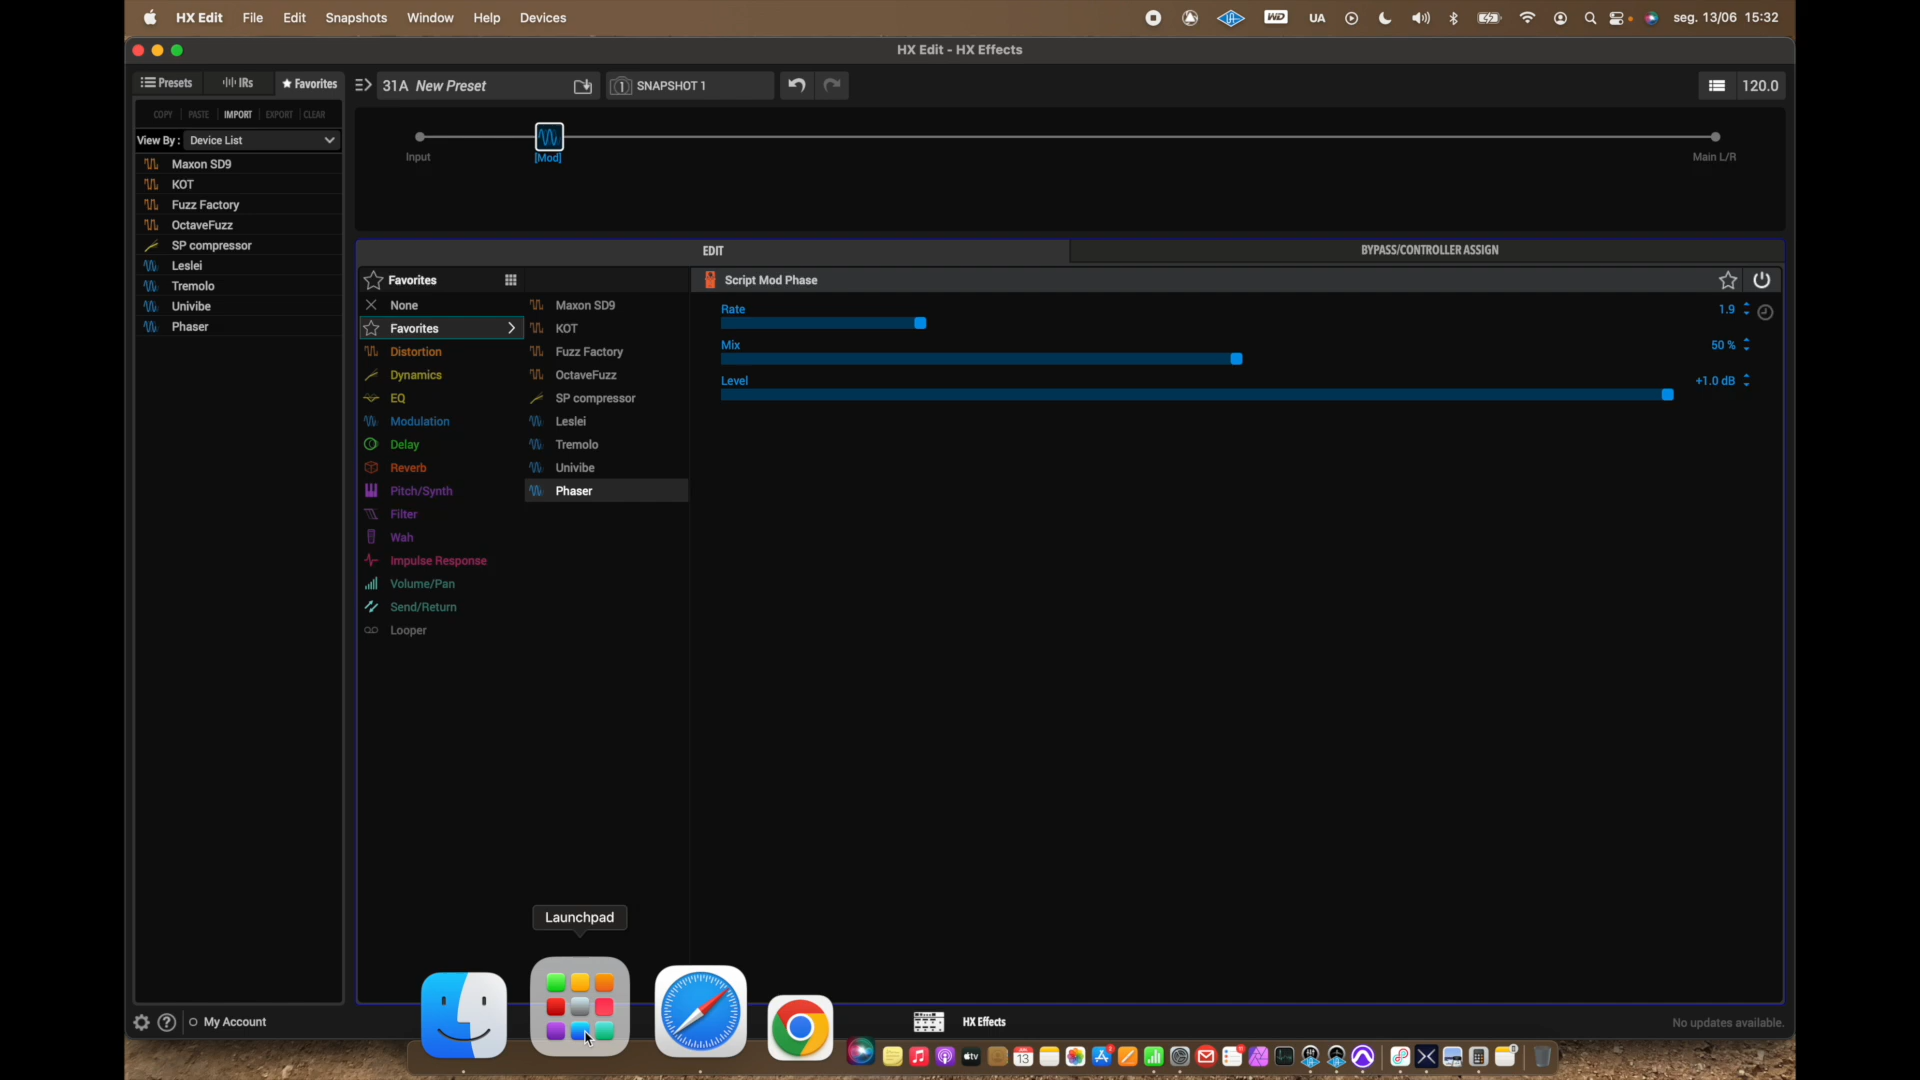 HX Edit File Edit Snapshots Window Help Devices WD UA seg. 13/06 15:32
HX Edit - HX Effects
Presets IRs Favorites 31A New Preset 1 SNAPSHOT 1 120.0
COPY PASTE IMPORT EXPORT CLEAR
View By : Device List
Maxon SD9
KOT
Fuzz Factory
OctaveFuzz
SP compressor
Leslei
Tremolo
Univibe
Phaser
Input [Mod] Main L/R
EDIT BYPASS/CONTROLLER ASSIGN
Favorites
None
Favorites
Distortion
Dynamics
EQ
Modulation
Delay
Reverb
Pitch/Synth
Filter
Wah
Impulse Response
Volume/Pan
Send/Return
Looper
Maxon SD9
KOT
Fuzz Factory
OctaveFuzz
SP compressor
Leslei
Tremolo
Univibe
Phaser
Script Mod Phase
Rate 1.9
Mix 50 %
Level +1.0 dB
Launchpad
My Account HX Effects No updates available.
tv 13